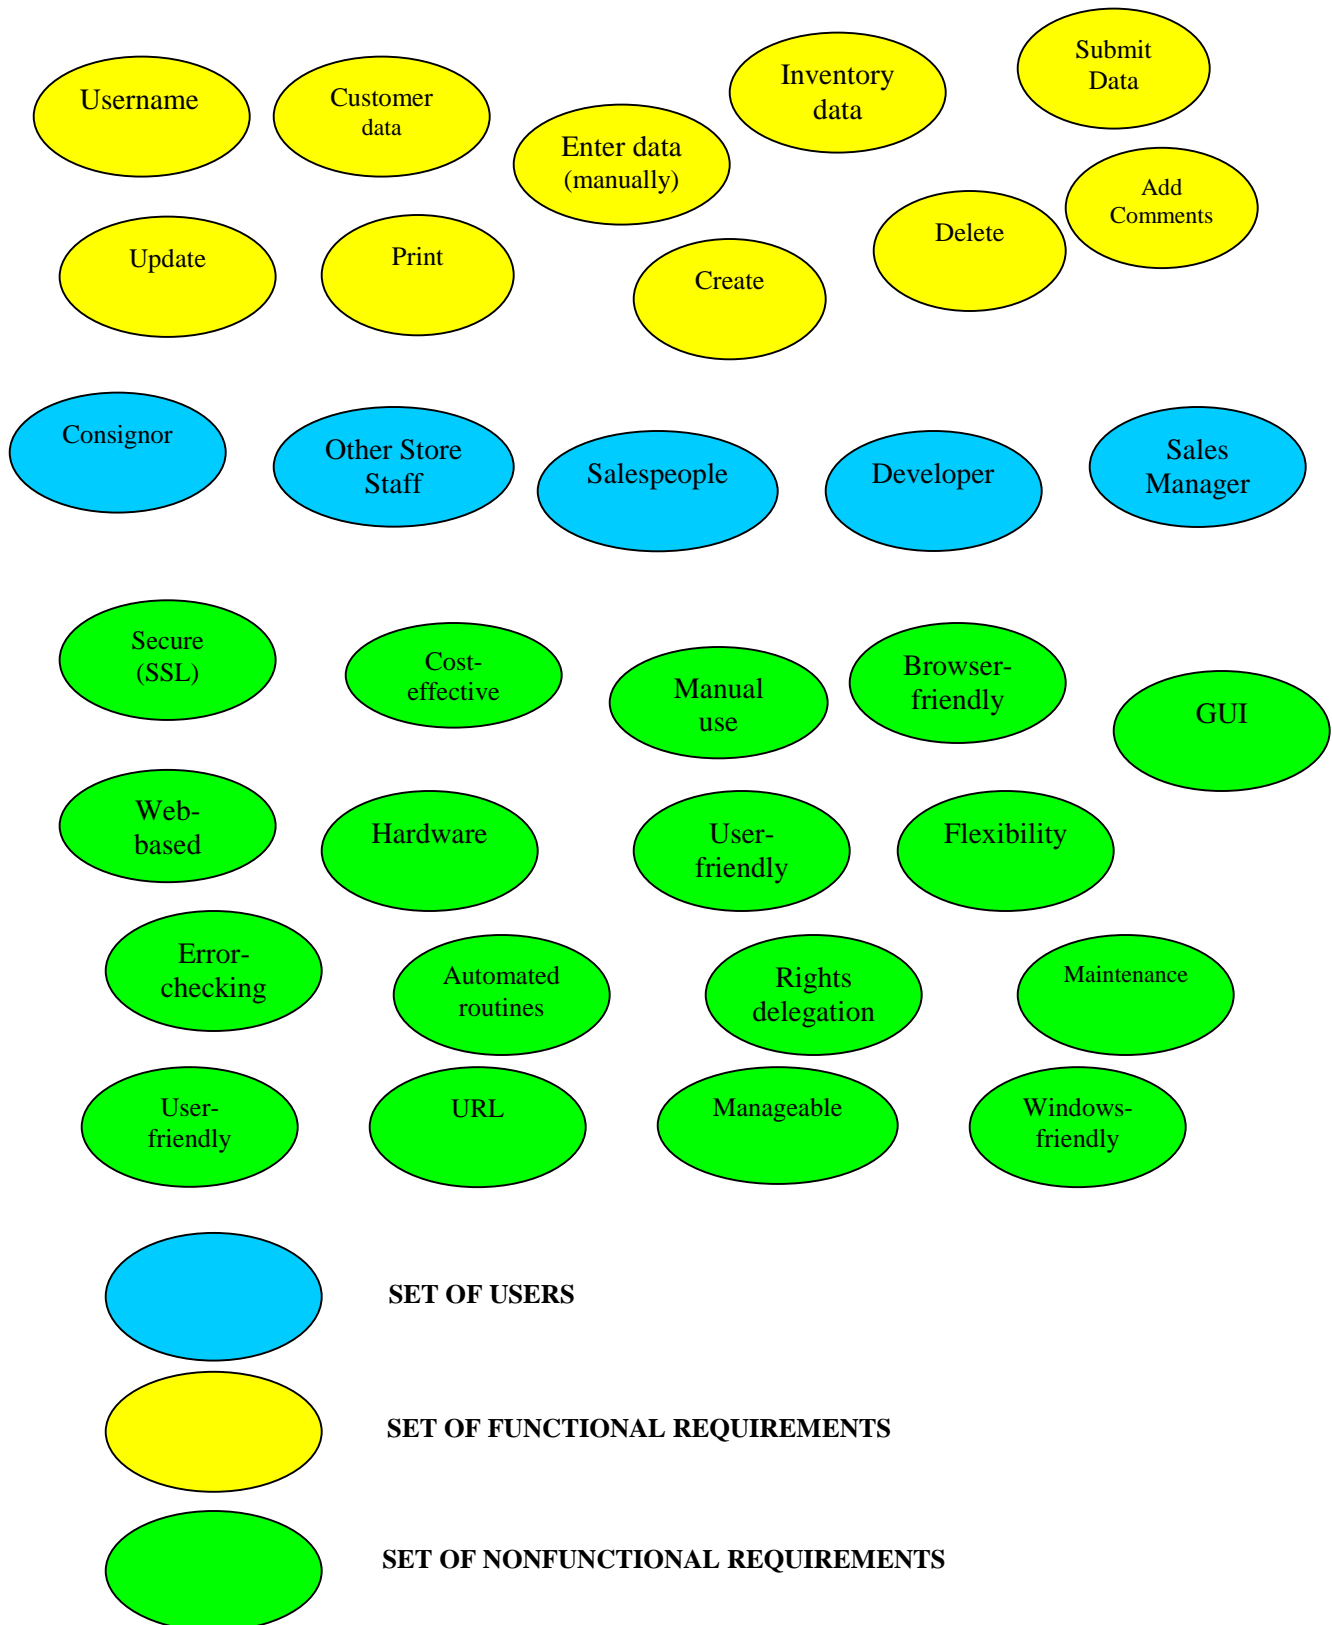 Username
Customer
data
Enter data
(manually)
Inventory
data
Submit
Data
Update
Print
Create
Delete
Add
Comments
Consignor
Other Store
Staff
Salespeople
Developer
Sales
Manager
Secure
(SSL)
Cost-
effective
Manual
use
Browser-
friendly
GUI
Web-
based
Hardware
User-
friendly
Flexibility
Error-
checking
Automated
routines
Rights
delegation
Maintenance
User-
friendly
URL
Manageable
Windows-
friendly
SET OF USERS
SET OF FUNCTIONAL REQUIREMENTS
SET OF NONFUNCTIONAL REQUIREMENTS